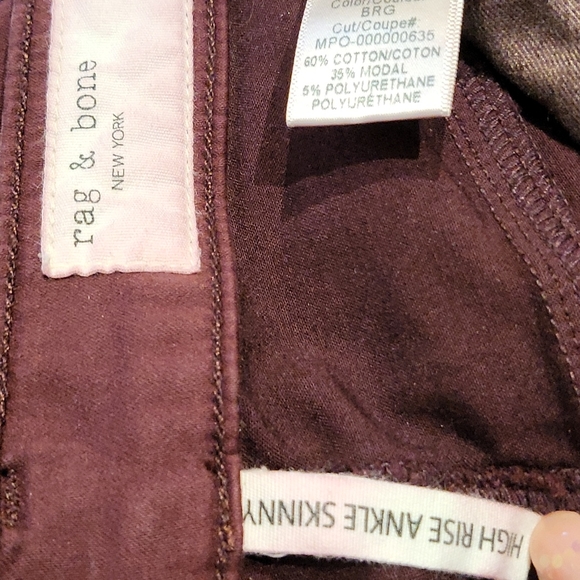 rag & bone
NEW YORK
BRG
Cut/Coupe#:
MPO-000000635
60% COTTON/COTON
35% MODAL
5% POLYURETHANE
POLYURÉTHANE
HIGH RISE ANKLE SKINNY